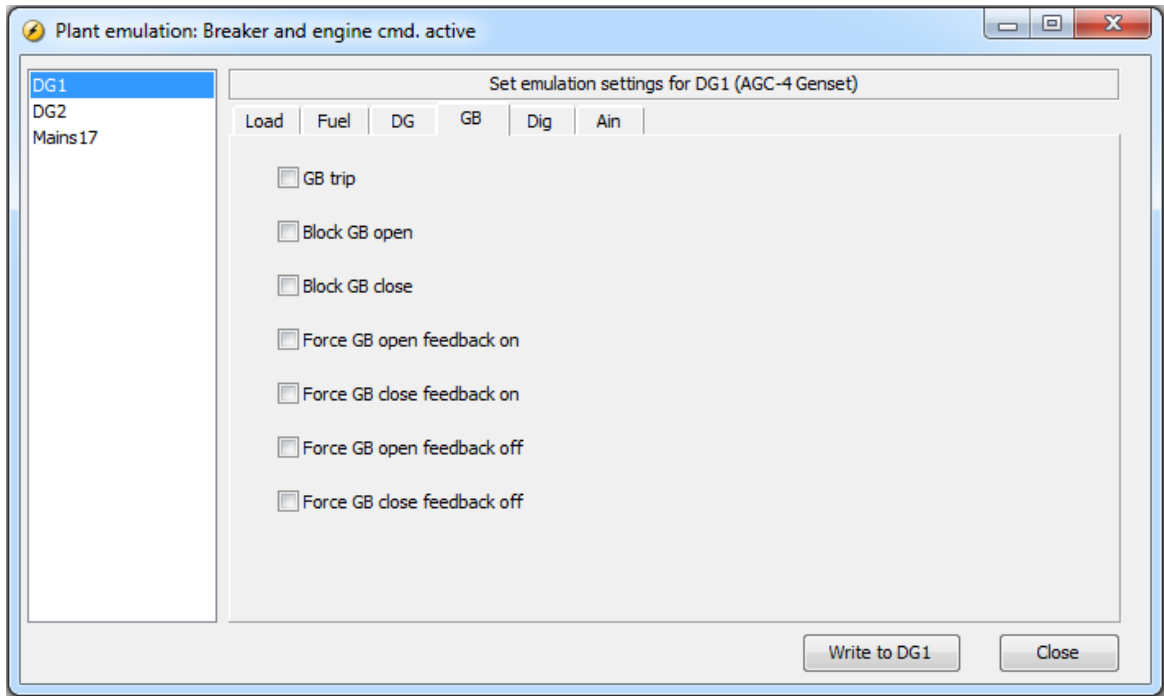 Plant emulation: Breaker and engine cmd. active
DG1
DG2
Mains17
Set emulation settings for DG1 (AGC-4 Genset)
Load Fuel DG GB Dig Ain
GB trip
Block GB open
Block GB close
Force GB open feedback on
Force GB close feedback on
Force GB open feedback off
Force GB close feedback off
Write to DG1 Close